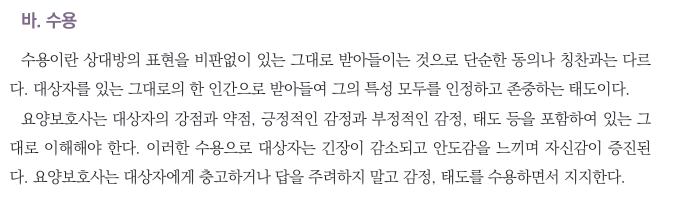 바. 수용
수용이란 상대방의 표현을 비판없이 있는 그대로 받아들이는 것으로 단순한 동의나 칭찬과는 다르
다. 대상자를 있는 그대로의 한 인간으로 받아들여 그의 특성 모두를 인정하고 존중하는 태도이다.
요양보호사는 대상자의 강점과 약점, 긍정적인 감정과 부정적인 감정, 태도 등을 포함하여 있는 그
대로 이해해야 한다. 이러한 수용으로 대상자는 긴장이 감소되고 안도감을 느끼며 자신감이 증진된
다. 요양보호사는 대상자에게 충고하거나 답을 주려하지 말고 감정, 태도를 수용하면서 지지한다.